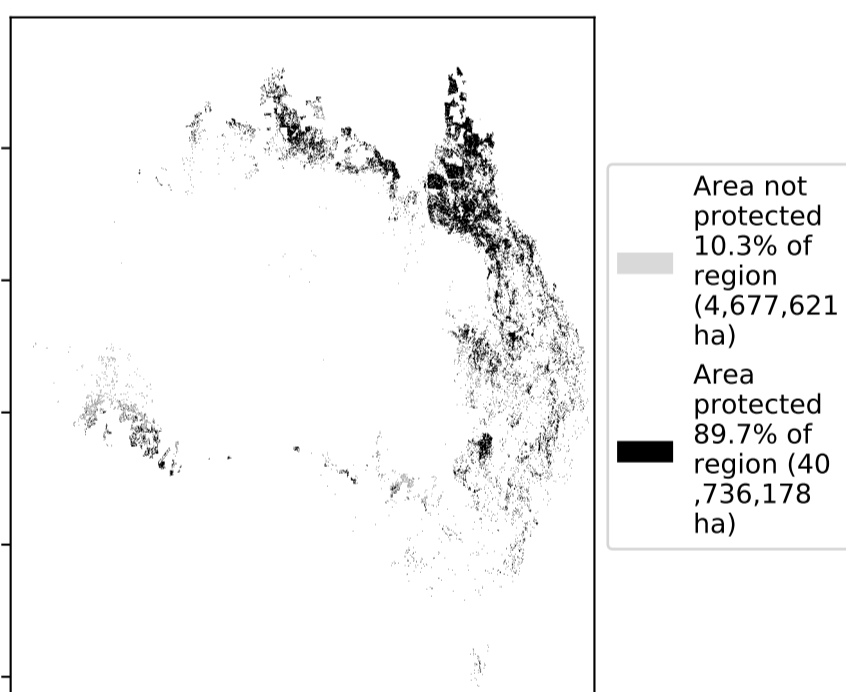 Area not
protected
10.3% of
region
(4,677,621
ha)
Area
protected
89.7% of
region (40
,736,178
ha)